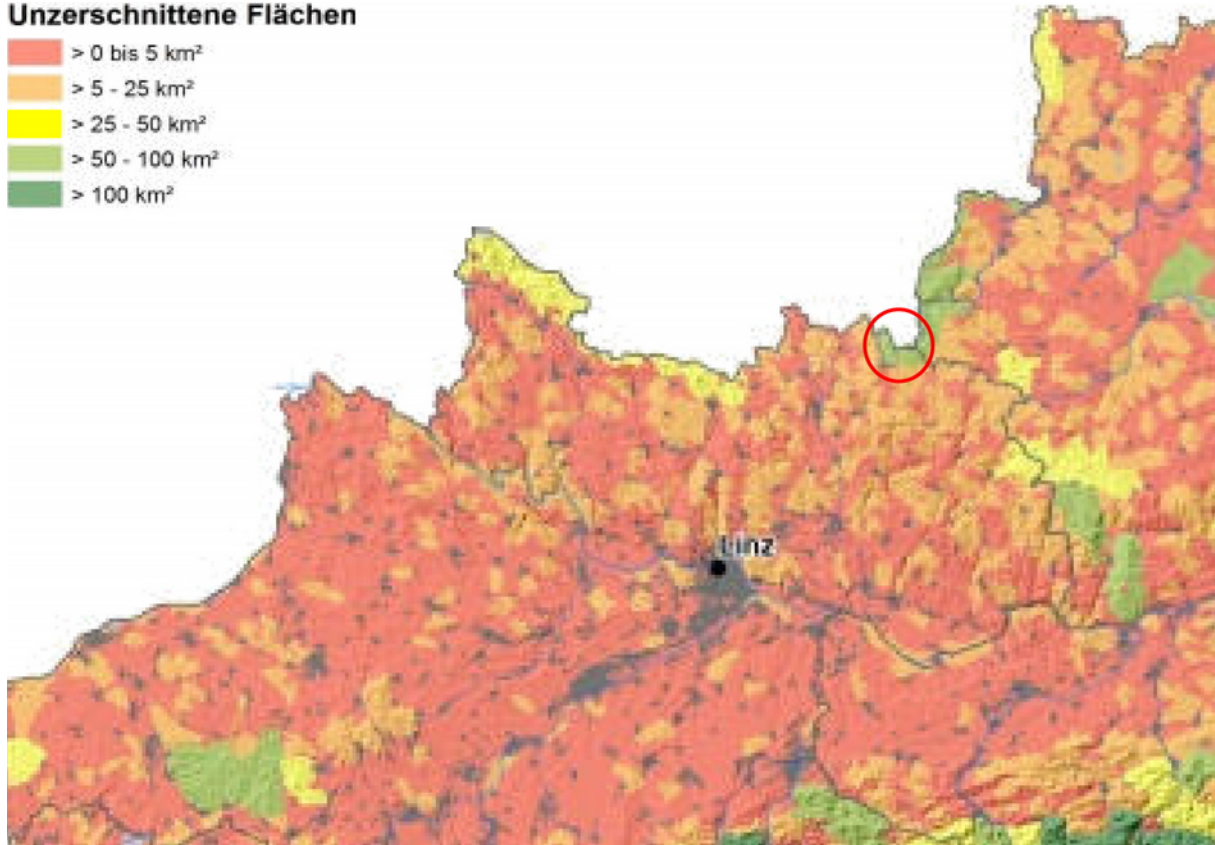 Unzerschnittene Flächen
> 0 bis 5 km²
> 5 - 25 km²
> 25 - 50 km²
> 50 - 100 km²
> 100 km²
Linz